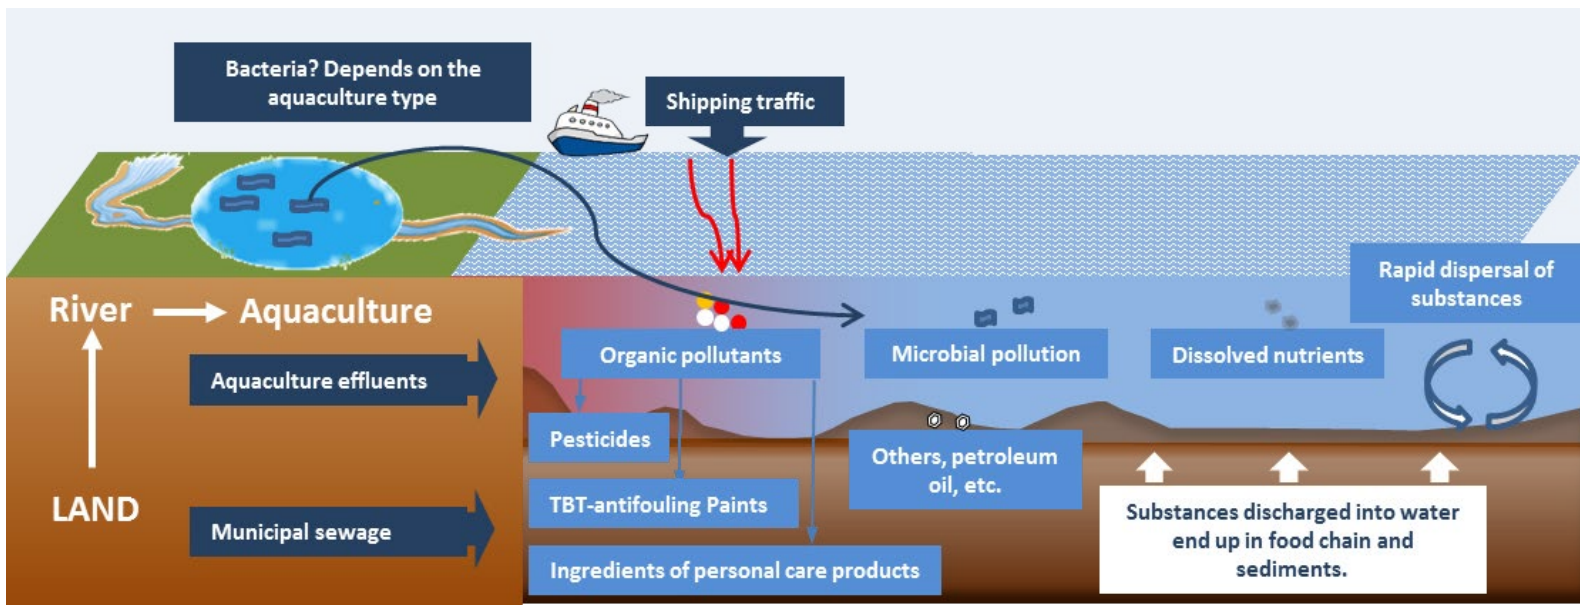 Bacteria? Depends on the
aquaculture type
Shipping traffic
Rapid dispersal of
substances
River
Aquaculture
Organic pollutants
Microbial pollution
Dissolved nutrients
Aquaculture effluents
Pesticides
Others, petroleum
oil, etc.
LAND
TBT-antifouling Paints
Municipal sewage
Ingredients of personal care products
Substances discharged into water
end up in food chain and
sediments.